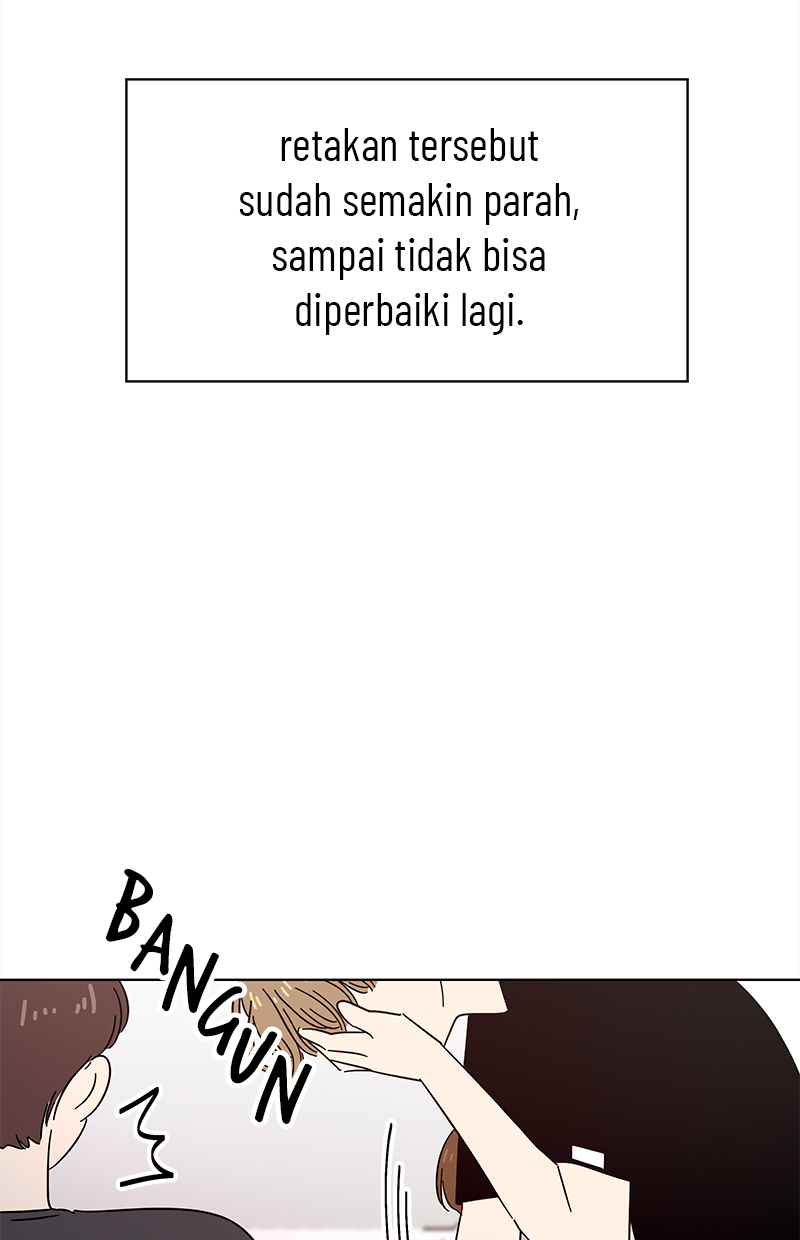 retakan tersebut
sudah semakin parah,
sampai tidak bisa
diperbaiki lagi.
BANGUN